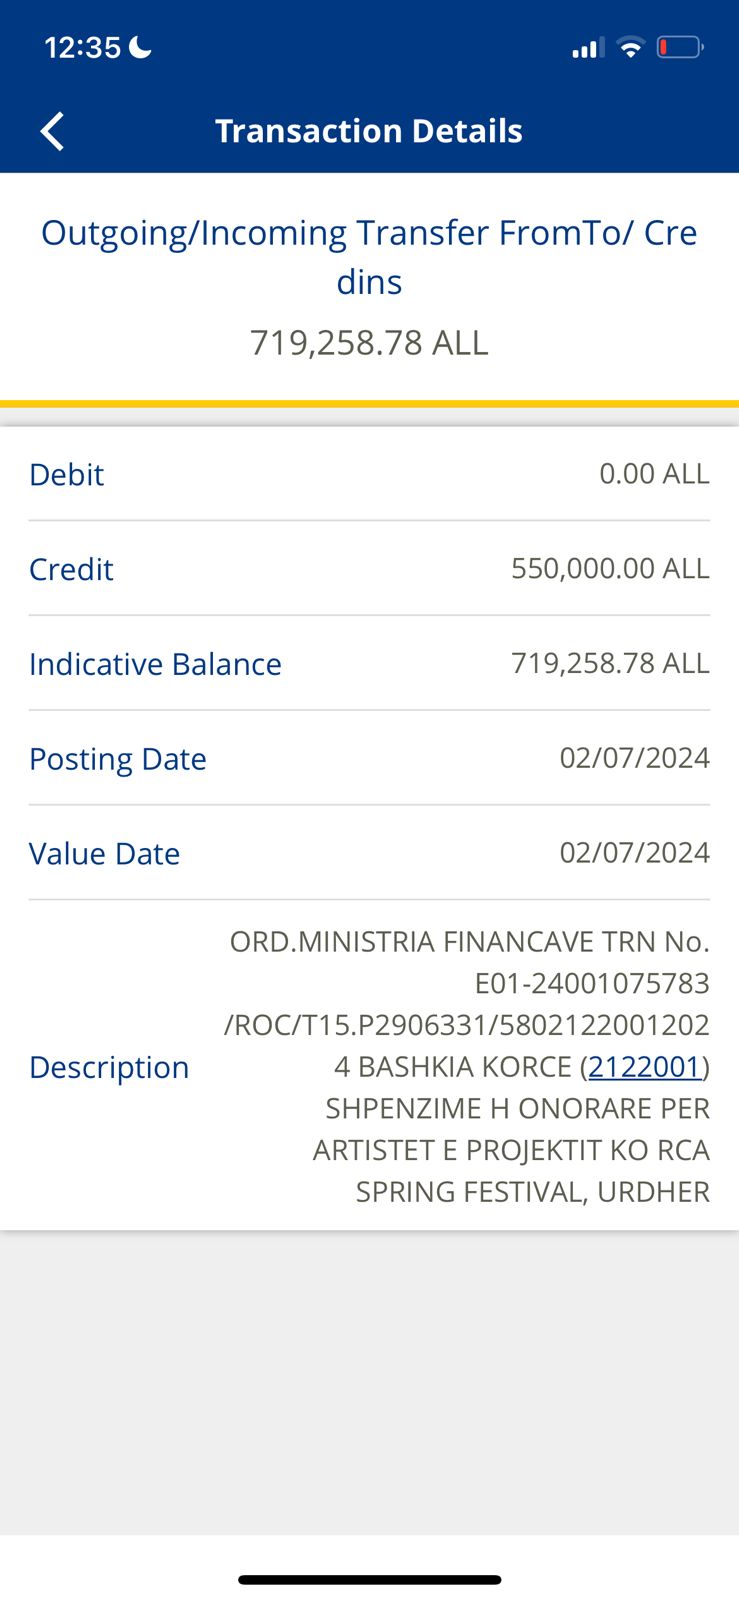 12:35
Transaction Details
Outgoing/Incoming Transfer FromTo/ Cre
dins
719,258.78 ALL
Debit 0.00 ALL
Credit 550,000.00 ALL
Indicative Balance 719,258.78 ALL
Posting Date 02/07/2024
Value Date 02/07/2024
Description
ORD.MINISTRIA FINANCAVE TRN No.
E01-24001075783
/ROC/T15.P2906331/5802122001202
4 BASHKIA KORCE (2122001)
SHPENZIME H ONORARE PER
ARTISTET E PROJEKTIT KO RCA
SPRING FESTIVAL, URDHER